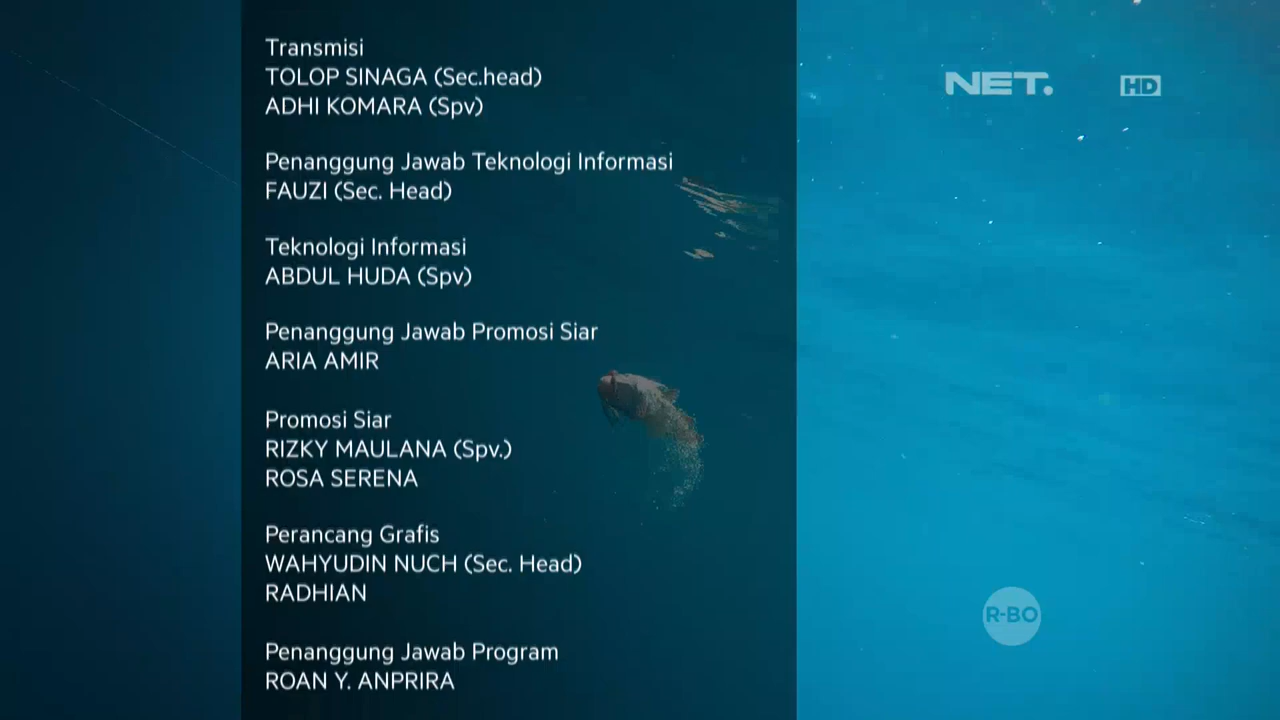 Transmisi
TOLOP SINAGA (Sec.head)
ADHI KOMARA (Spv)
Penanggung Jawab Teknologi Informasi
FAUZI (Sec. Head)
Teknologi Informasi
ABDUL HUDA (Spv)
Penanggung Jawab Promosi Siar
ARIA AMIR
Promosi Siar
RIZKY MAULANA (Spv.)
ROSA SERENA
Perancang Grafis
WAHYUDIN NUCH (Sec. Head)
RADHIAN
Penanggung Jawab Program
ROAN Y. ANPRIRA
NET.
HD
R-BO